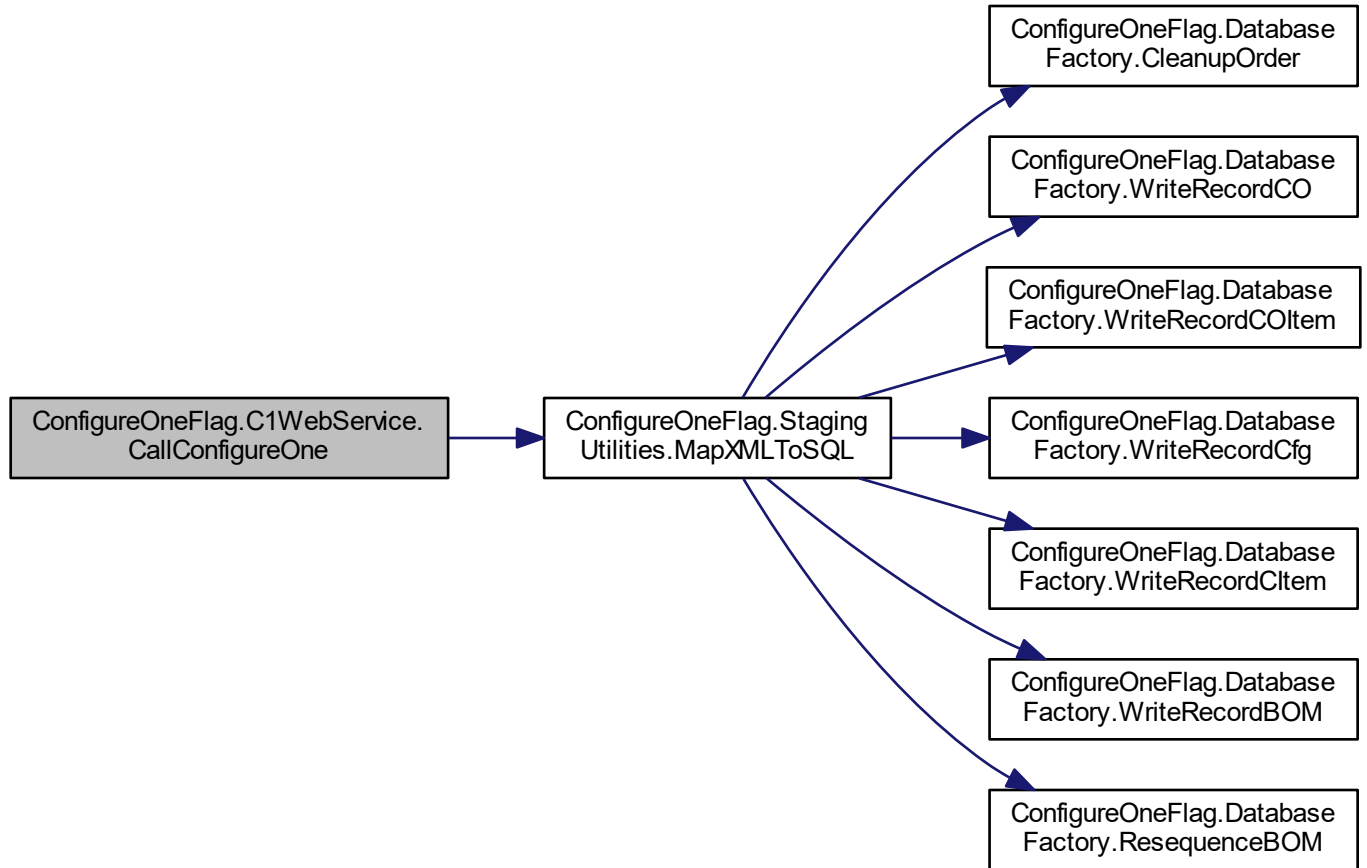 ConfigureOneFlag.Database
Factory.CleanupOrder
ConfigureOneFlag.Database
Factory.WriteRecordCO
ConfigureOneFlag.Database
Factory.WriteRecordCOItem
ConfigureOneFlag.C1WebService.
CallConfigureOne
ConfigureOneFlag.Staging
Utilities.MapXMLToSQL
ConfigureOneFlag.Database
Factory.WriteRecordCfg
ConfigureOneFlag.Database
Factory.WriteRecordCItem
ConfigureOneFlag.Database
Factory.WriteRecordBOM
ConfigureOneFlag.Database
Factory.ResequenceBOM